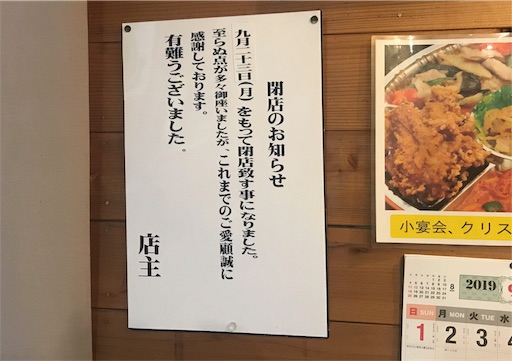 閉店のお知らせ
九月二十三日(月)をもって閉店致す事になりました。
至らぬ点が多々御座いましたが、これまでのご愛顧誠に
感謝しております。
有難うございました。
店主
小宴会、クリス
8
2019
日 SUN 月 MON 火 TUE 水
1 2 3 4